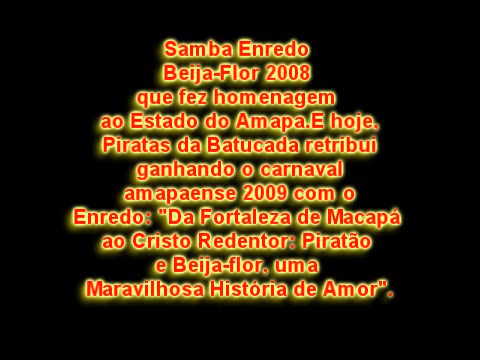 Samba Enredo
Beija-Flor 2008
que fez homenagem
ao Estado do Amapa.E hoje.
Piratas da Batucada retribui
ganhando o carnaval
amapaense 2009 com o
Enredo: "Da Fortaleza de Macapá
ao Cristo Redentor: Piratão
e Beija-flor. uma
Maravilhosa História de Amor".